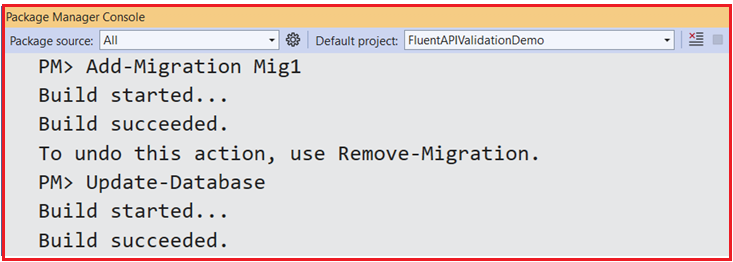 Package Manager Console
Package source: All Default project: FluentAPIValidationDemo
PM> Add-Migration Mig1
Build started...
Build succeeded.
To undo this action, use Remove-Migration.
PM> Update-Database
Build started...
Build succeeded.